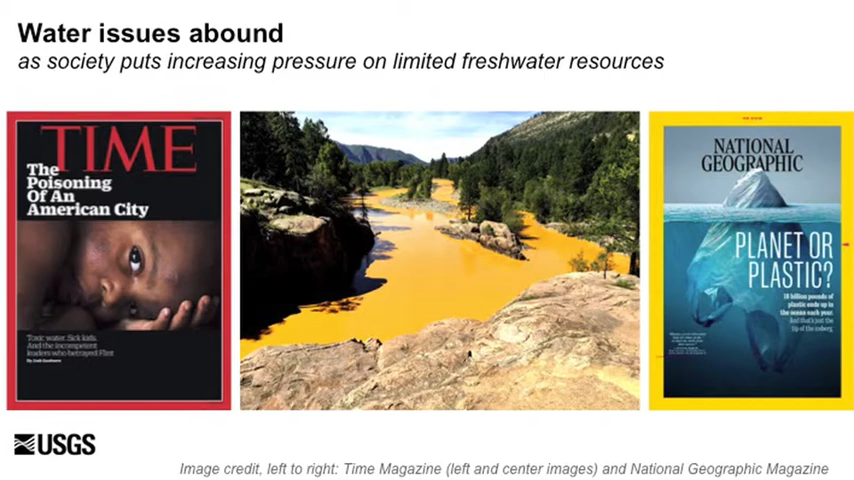 Water issues abound
as society puts increasing pressure on limited freshwater resources
TIME
The
Poisoning
Of An
American City
Toxic water. Sick kids.
And the incompetent
leaders who betrayed Flint
NATIONAL
GEOGRAPHIC
PLANET OR
PLASTIC?
18 billion pounds of
plastic ends up in
the ocean each year.
And that's just the
tip of the iceberg.
USGS
Image credit, left to right: Time Magazine (left and center images) and National Geographic Magazine